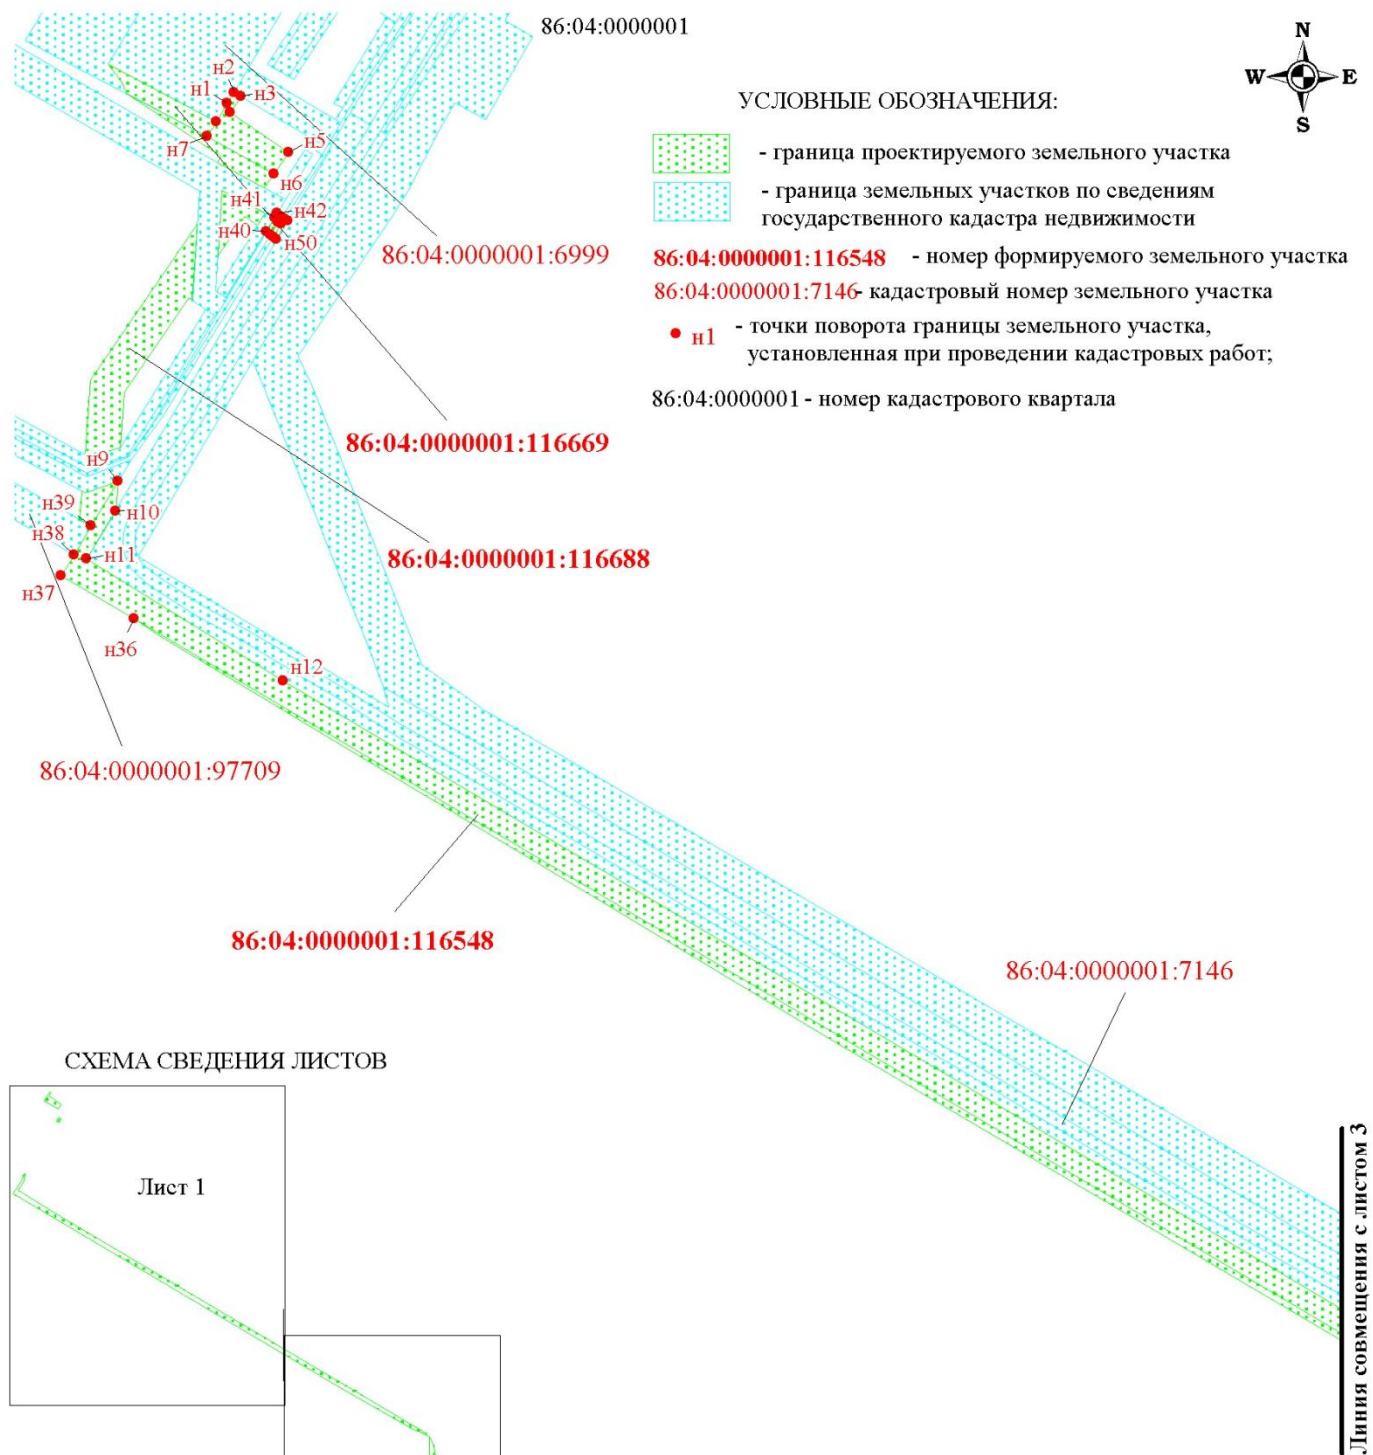 86:04:0000001
N
W
E
S
УСЛОВНЫЕ ОБОЗНАЧЕНИЯ:
- граница проектируемого земельного участка
- граница земельных участков по сведениям
государственного кадастра недвижимости
86:04:0000001:116548 - номер формируемого земельного участка
86:04:0000001:7146 - кадастровый номер земельного участка
н1 - точки поворота границы земельного участка,
установленная при проведении кадастровых работ;
86:04:0000001 - номер кадастрового квартала
н2
н1
н3
н7
н5
н6
н41
н42
н40
н50
86:04:0000001:6999
86:04:0000001:116669
н9
н39
н10
н38
н11
86:04:0000001:116688
н37
н36
н12
86:04:0000001:97709
86:04:0000001:116548
86:04:0000001:7146
СХЕМА СВЕДЕНИЯ ЛИСТОВ
Лист 1
Линия совмещения с листом 3